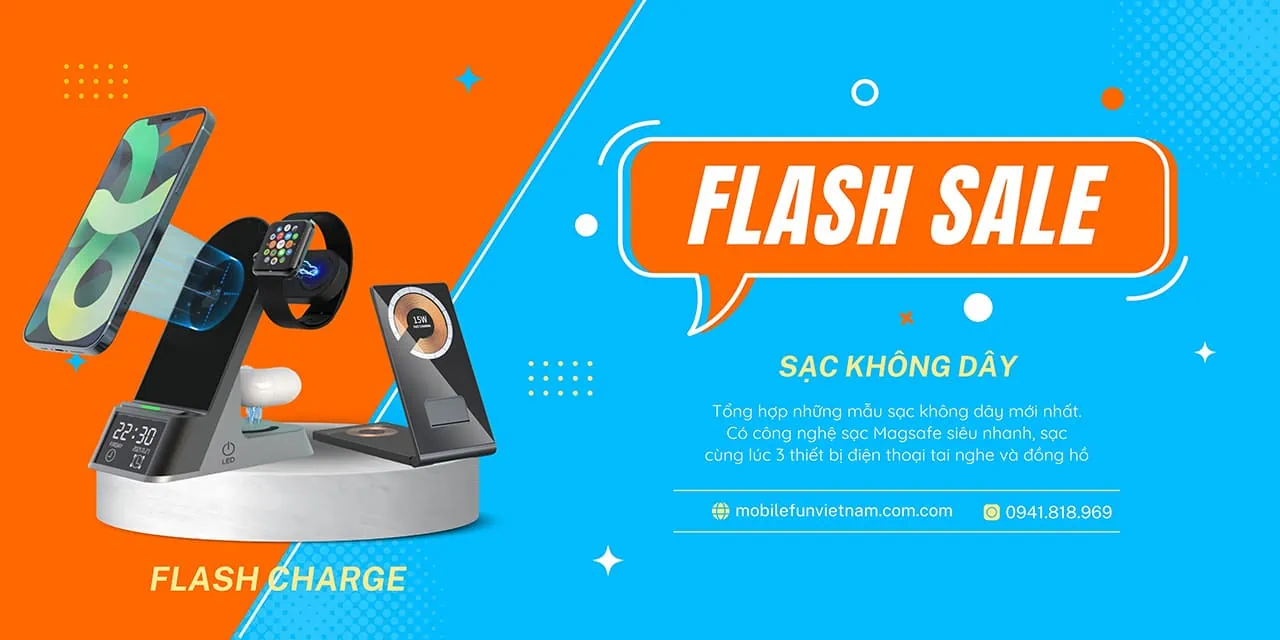 FLASH SALE
SẠC KHÔNG DÂY
Tổng hợp những mẫu sạc không dây mới nhất.
Có công nghệ sạc Magsafe siêu nhanh, sạc
cùng lúc 3 thiết bị điện thoại tai nghe và đồng hồ
mobilefunvietnam.com.com
0941.818.969
15W
22:30
LED
FLASH CHARGE